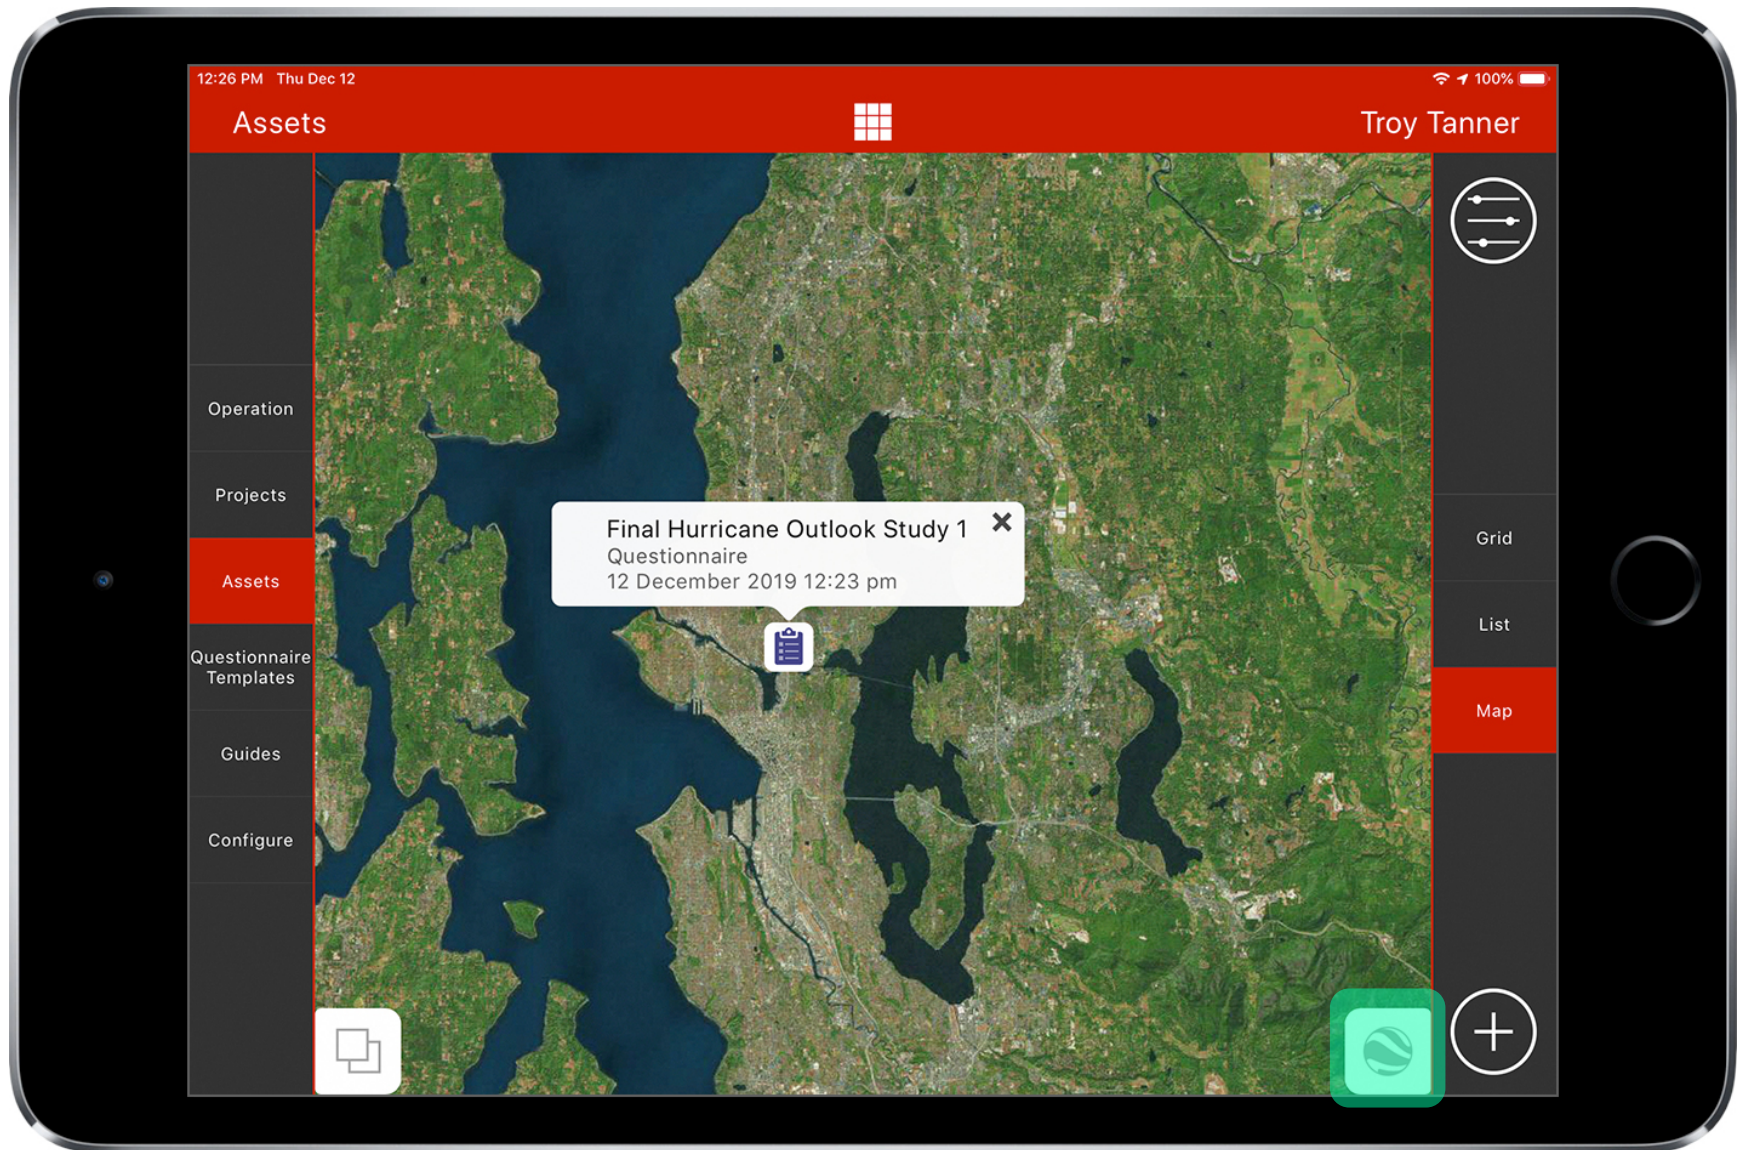 12:26 PM Thu Dec 12
100%
Assets
Troy Tanner
Operation
Projects
Assets
Questionnaire
Templates
Guides
Configure
Final Hurricane Outlook Study 1
Questionnaire
12 December 2019 12:23 pm
Grid
List
Map